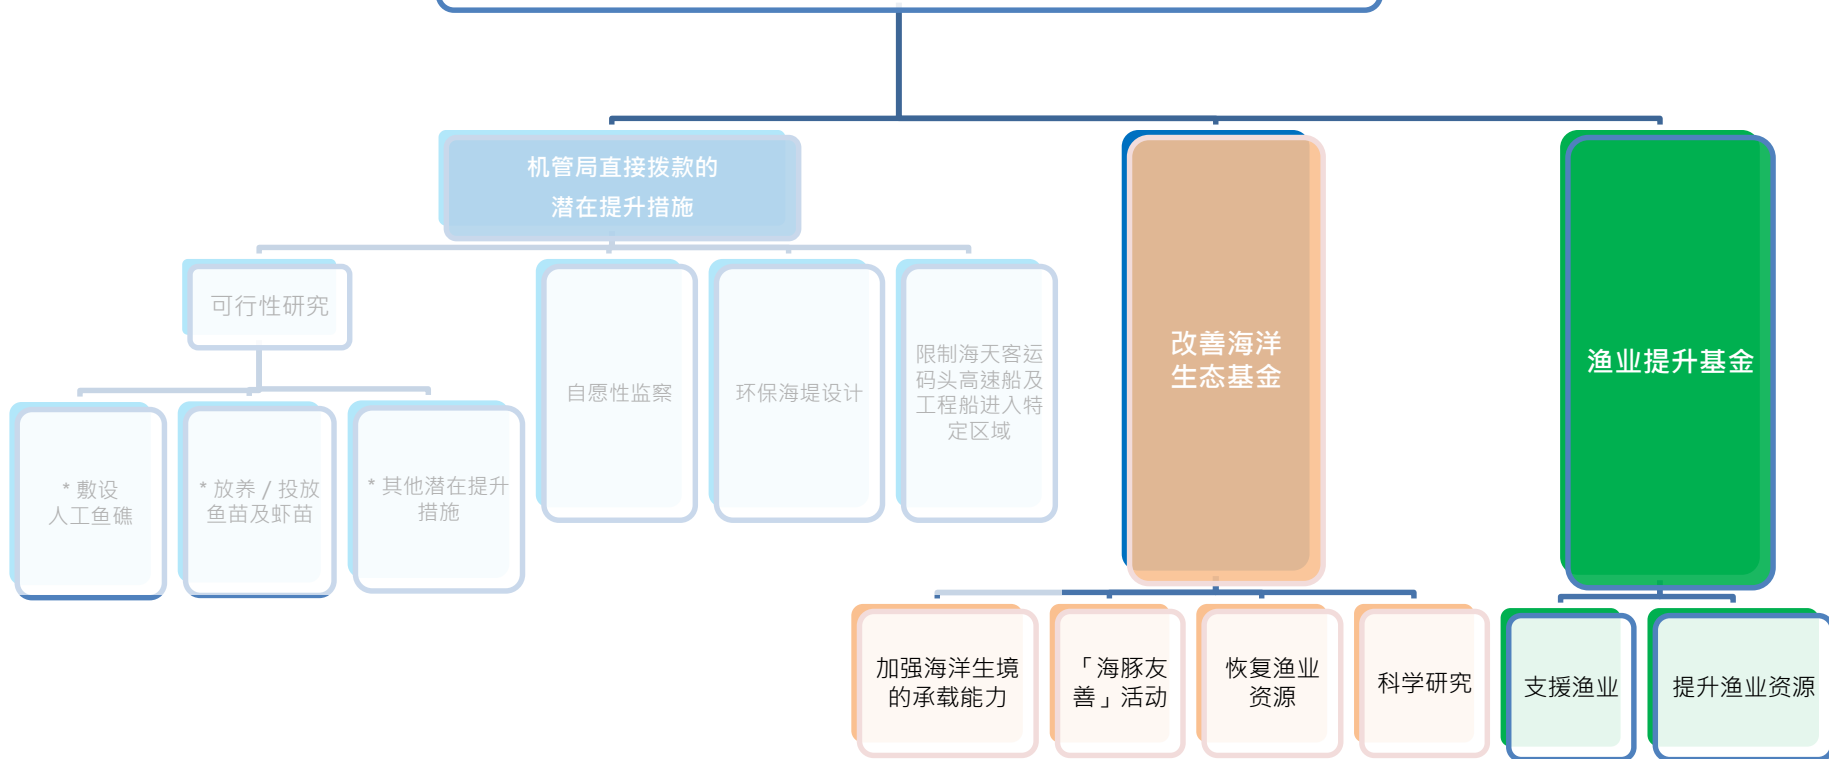 机管局直接拨款的
潜在提升措施
改善海洋
生态基金
渔业提升基金
可行性研究
自愿性监察
环保海堤设计
限制海天客运
码头高速船及
工程船进入特
定区域
* 敷设
人工鱼礁
* 放养 / 投放
鱼苗及虾苗
* 其他潜在提升
措施
加强海洋生境
的承载能力
「海豚友
善」活动
恢复渔业
资源
科学研究
支援渔业
提升渔业资源